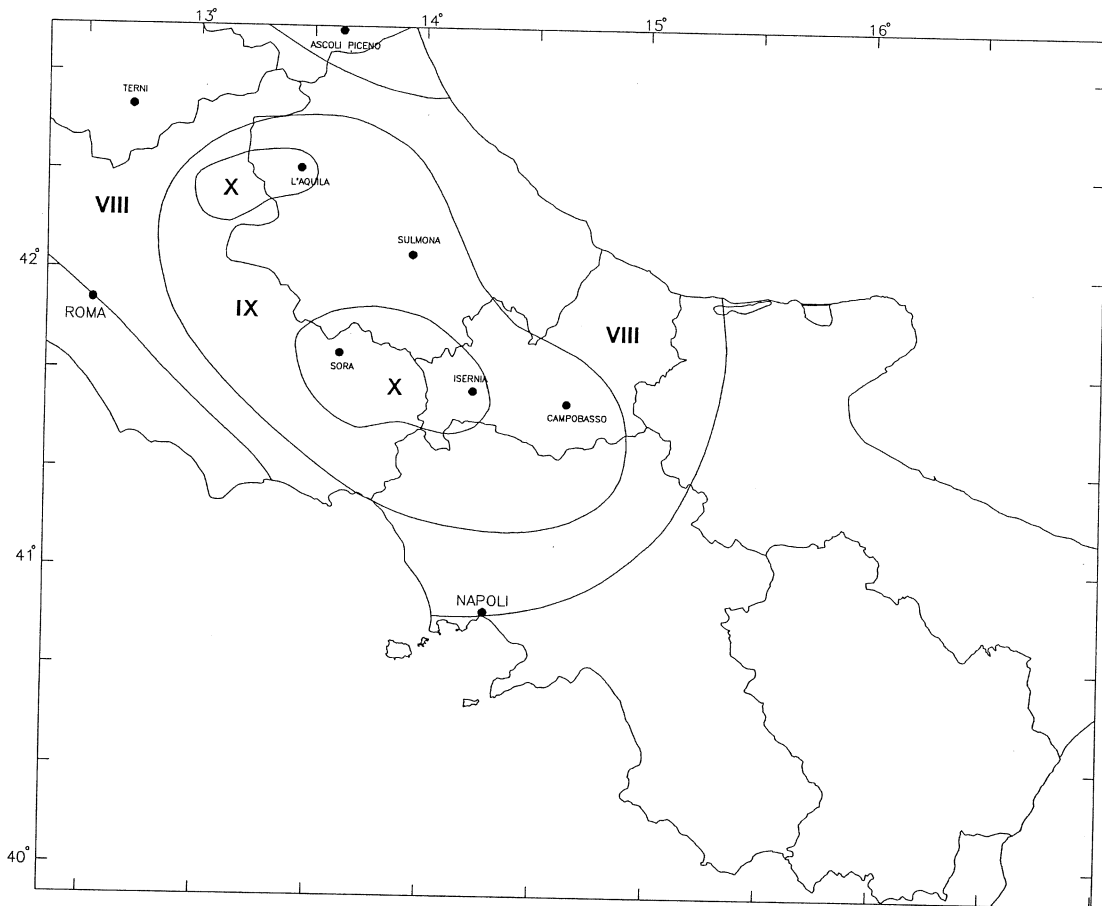 13°
14°
15°
16°
ASCOLI PICENO
TERNI
X
L'AQUILA
VIII
SULMONA
42°
ROMA
IX
VIII
SORA
X
ISERNIA
CAMPOBASSO
41°
NAPOLI
40°